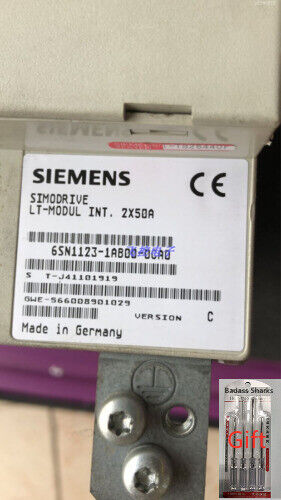 SIEMENS
CE
SIMODRIVE
LT-MODUL INT. 2X50A
6SN1123-1AB00-0CA0
S T-J41101919
GWE-566008901029
VERSION C
Made in Germany
Badass Sharks
Gift